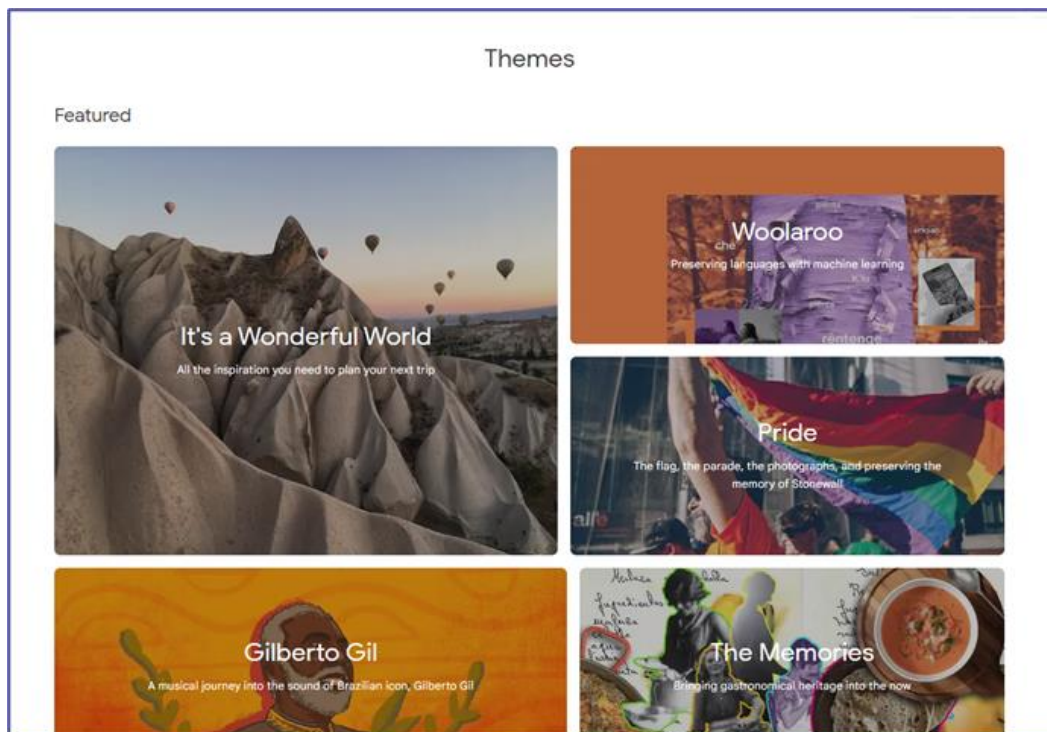 Themes
Featured
It's a Wonderful World
All the inspiration you need to plan your next trip
che
Woolaroo
Preserving languages with machine learning
rentenge
Pride
The flag, the parade, the photographs, and preserving the
memory of Stonewall
Gilberto Gil
A musical journey into the sound of Brazilian icon, Gilberto Gil
The Memories
Bringing gastronomical heritage into the now